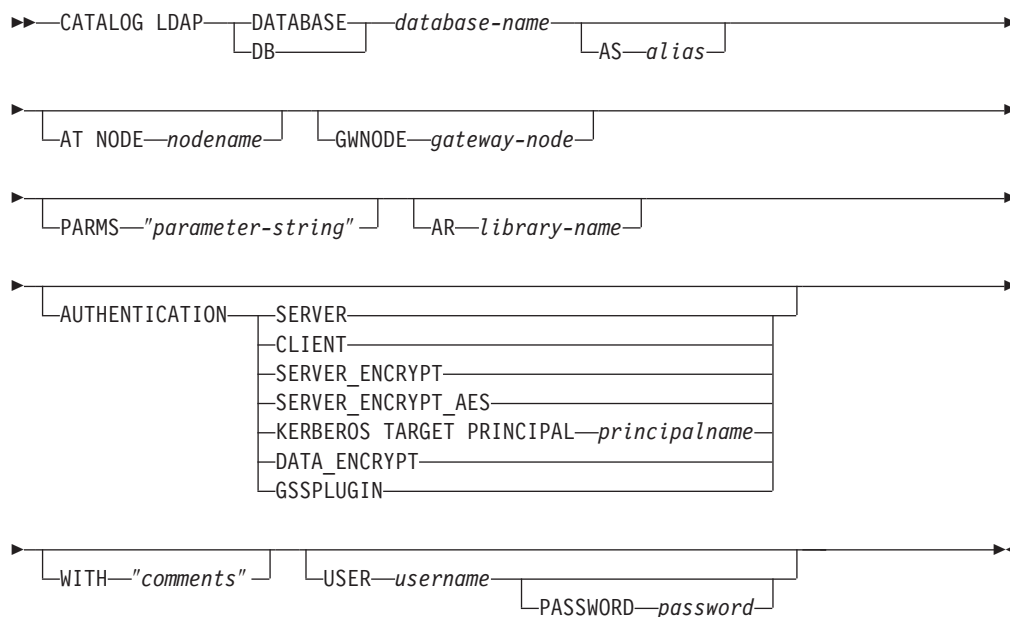 CATALOG LDAP DATABASE database-name
DB AS alias
AT NODE nodename GWNODE gateway-node
PARMS "parameter-string" AR library-name
AUTHENTICATION SERVER
CLIENT
SERVER_ENCRYPT
SERVER_ENCRYPT_AES
KERBEROS TARGET PRINCIPAL principalname
DATA_ENCRYPT
GSSPLUGIN
WITH "comments" USER username
PASSWORD password